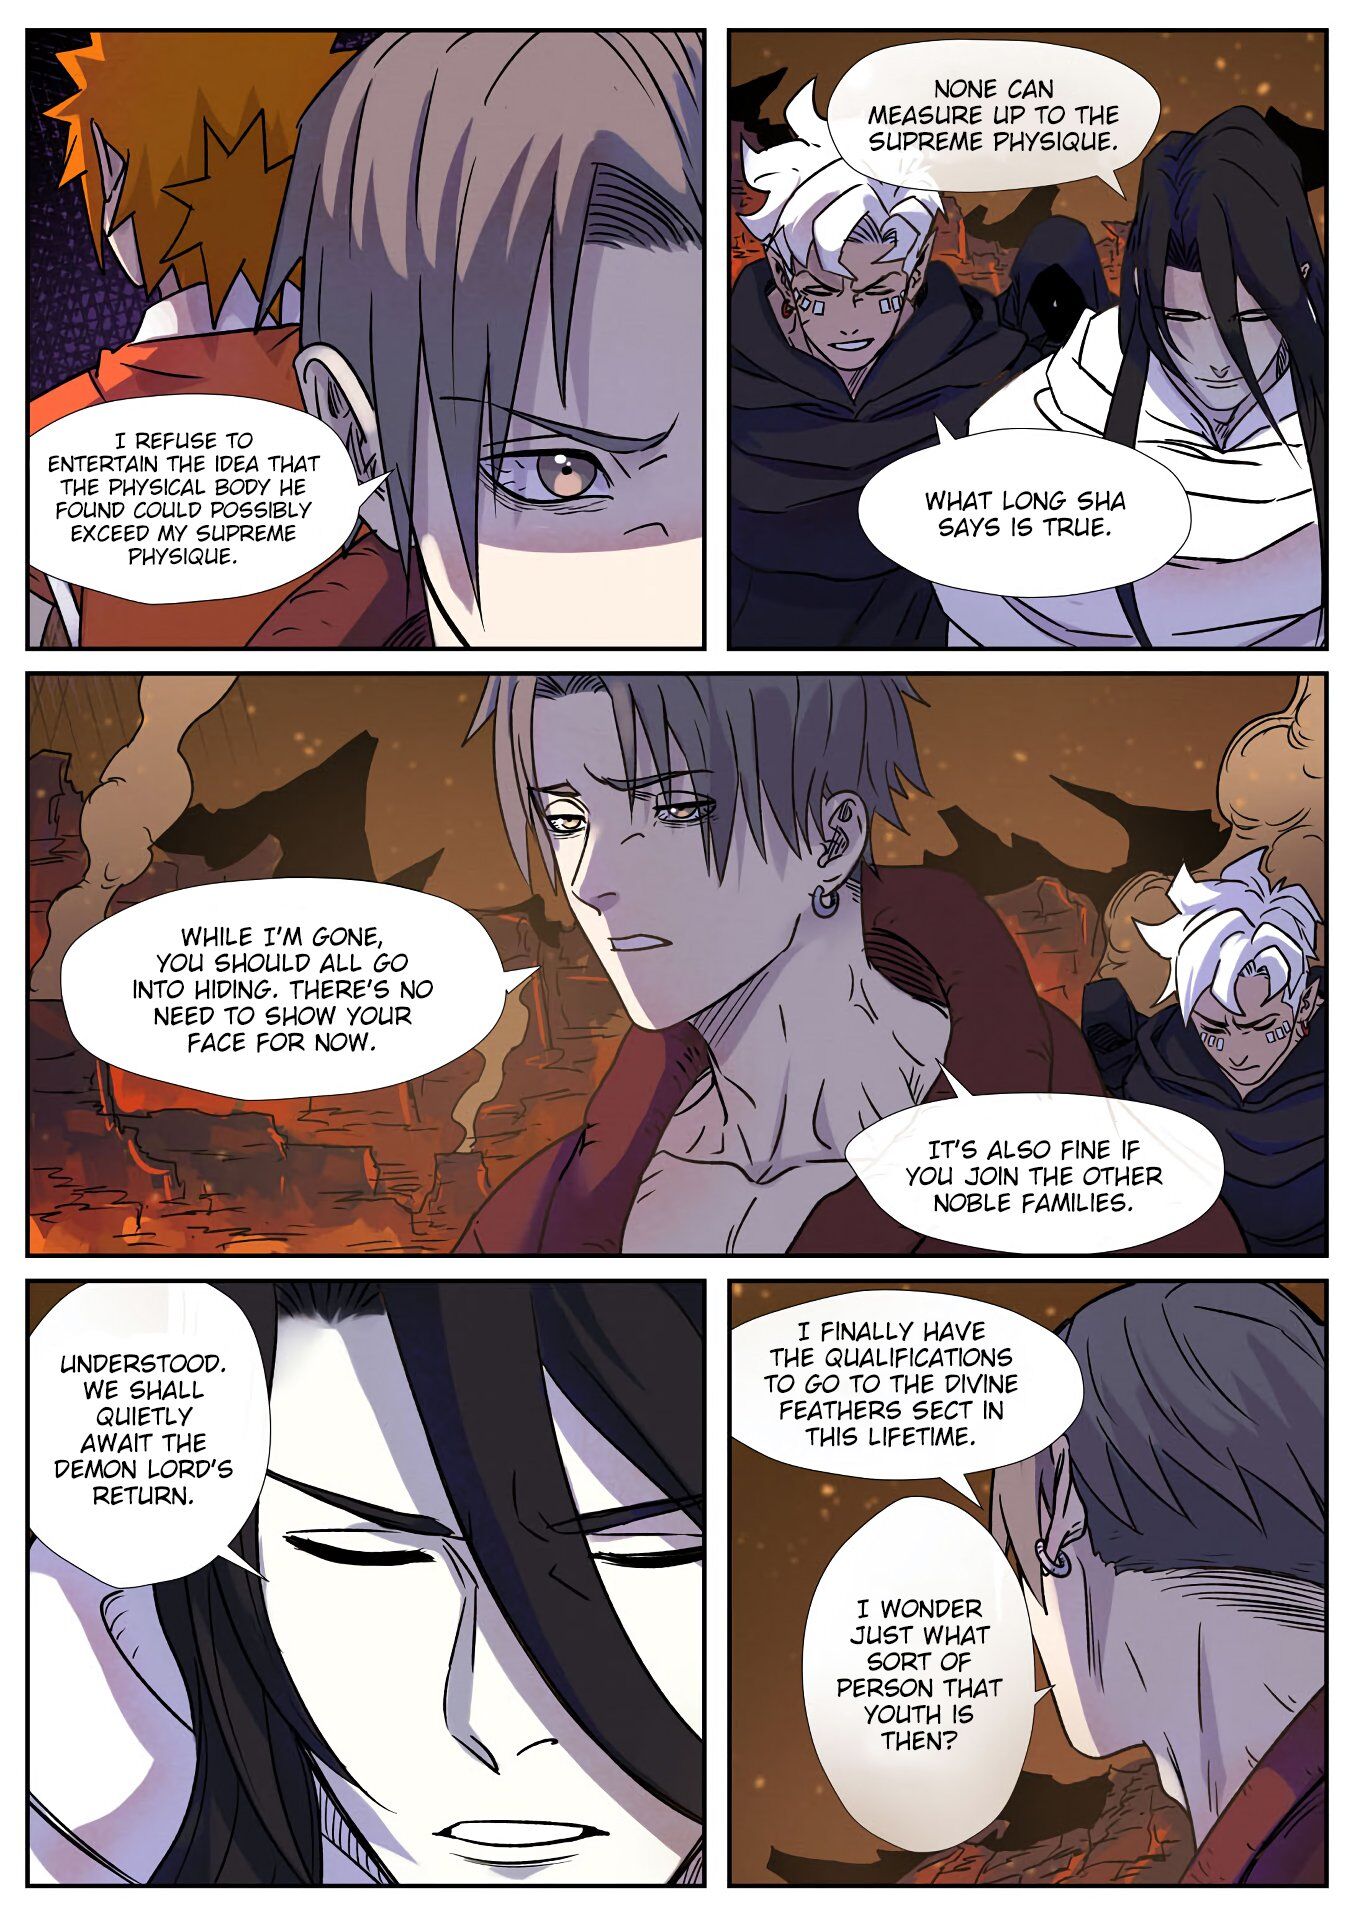 I REFUSE TO
ENTERTAIN THE IDEA THAT
THE PHYSICAL BODY HE
FOUND COULD POSSIBLY
EXCEED MY SUPREME
PHYSIQUE.
NONE CAN
MEASURE UP TO THE
SUPREME PHYSIQUE.
WHAT LONG SHA
SAYS IS TRUE.
WHILE I'M GONE,
YOU SHOULD ALL GO
INTO HIDING. THERE'S NO
NEED TO SHOW YOUR
FACE FOR NOW.
IT'S ALSO FINE IF
YOU JOIN THE OTHER
NOBLE FAMILIES.
UNDERSTOOD.
WE SHALL
QUIETLY
AWAIT THE
DEMON LORD'S
RETURN.
I FINALLY HAVE
THE QUALIFICATIONS
TO GO TO THE DIVINE
FEATHERS SECT IN
THIS LIFETIME.
I WONDER
JUST WHAT
SORT OF
PERSON THAT
YOUTH IS
THEN?